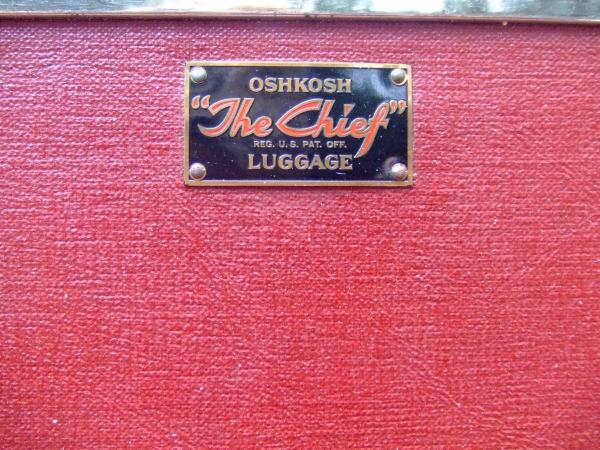 OSHKOSH
"The Chief"
REG. U. S. PAT. OFF.
LUGGAGE